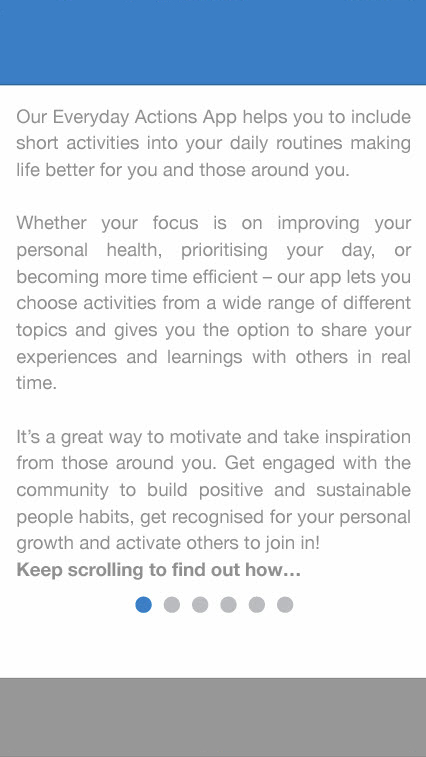 Our Everyday Actions App helps you to include
short activities into your daily routines making
life better for you and those around you.
Whether your focus is on improving your
personal health, prioritising your day, or
becoming more time efficient – our app lets you
choose activities from a wide range of different
topics and gives you the option to share your
experiences and learnings with others in real
time.
It’s a great way to motivate and take inspiration
from those around you. Get engaged with the
community to build positive and sustainable
people habits, get recognised for your personal
growth and activate others to join in!
Keep scrolling to find out how…